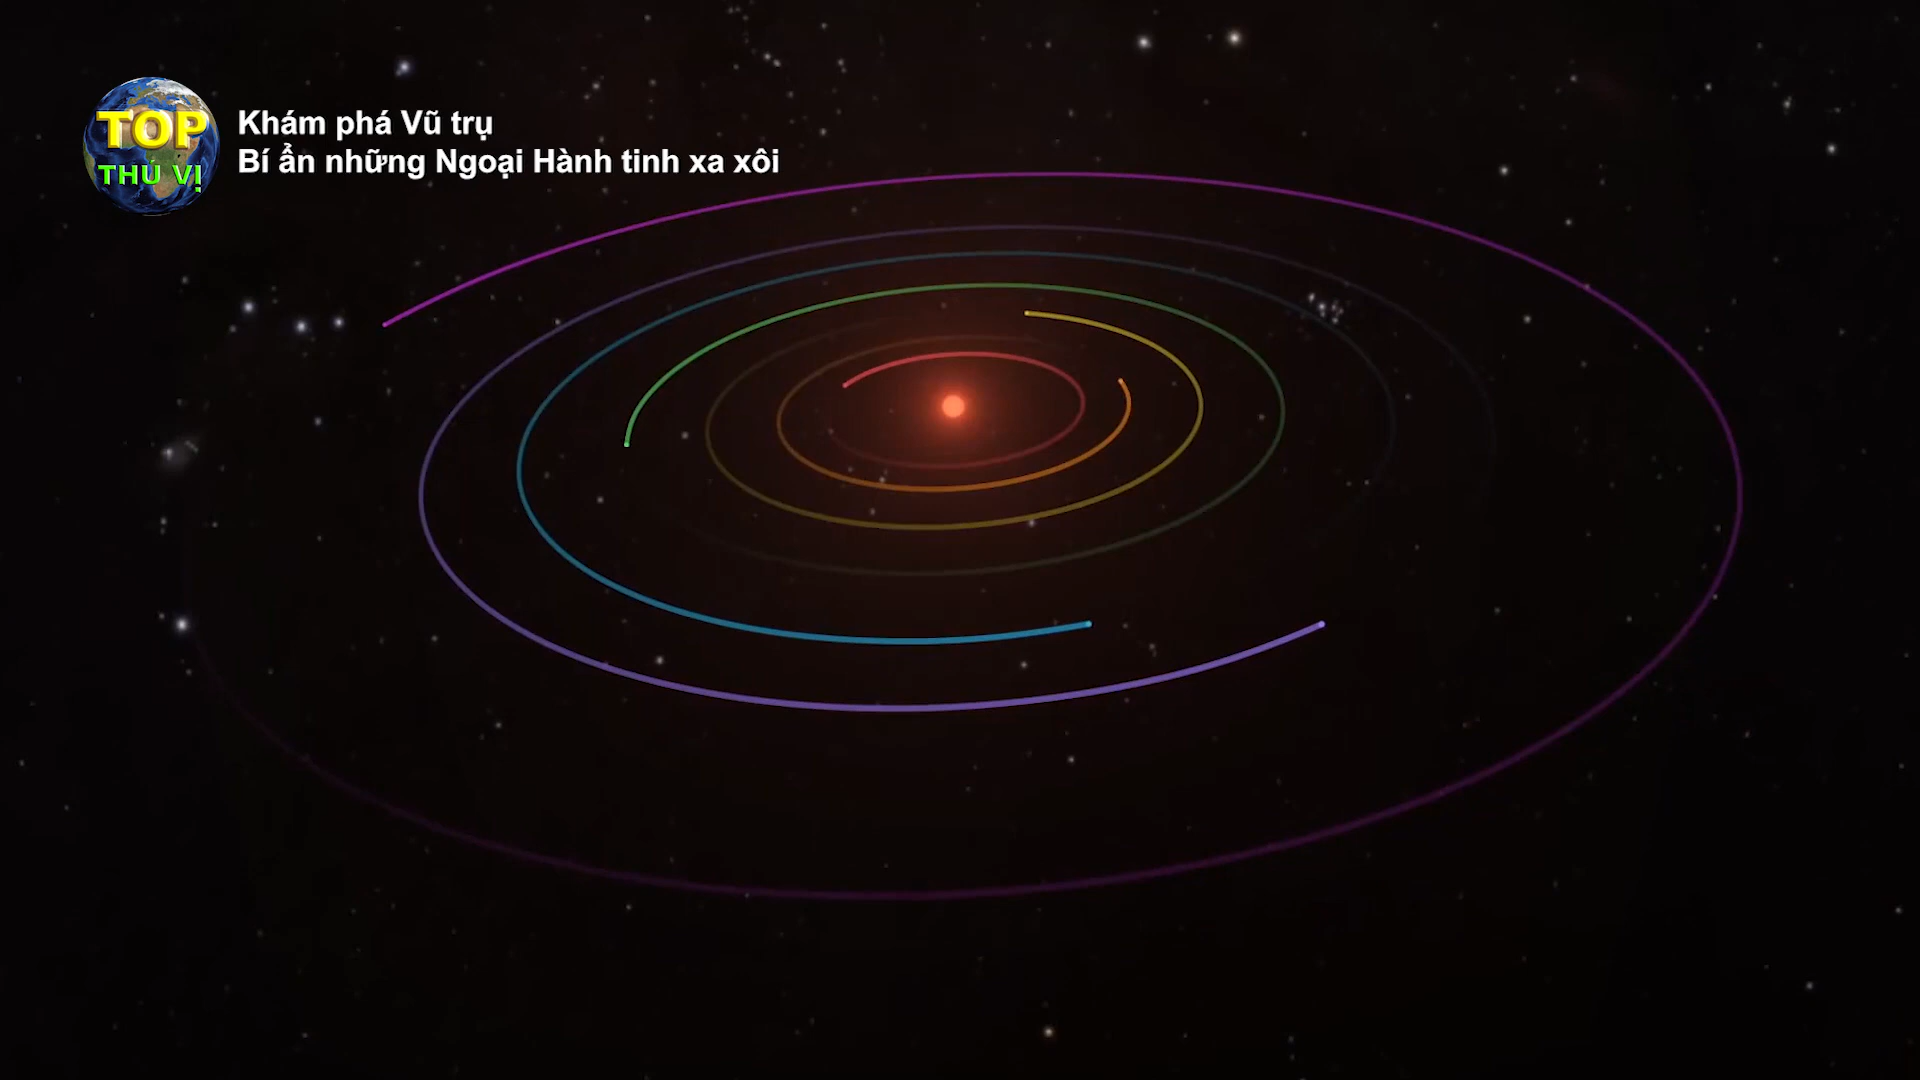 TOP
THÚ VỊ
Khám phá Vũ trụ
Bí ẩn những Ngoại Hành tinh xa xôi